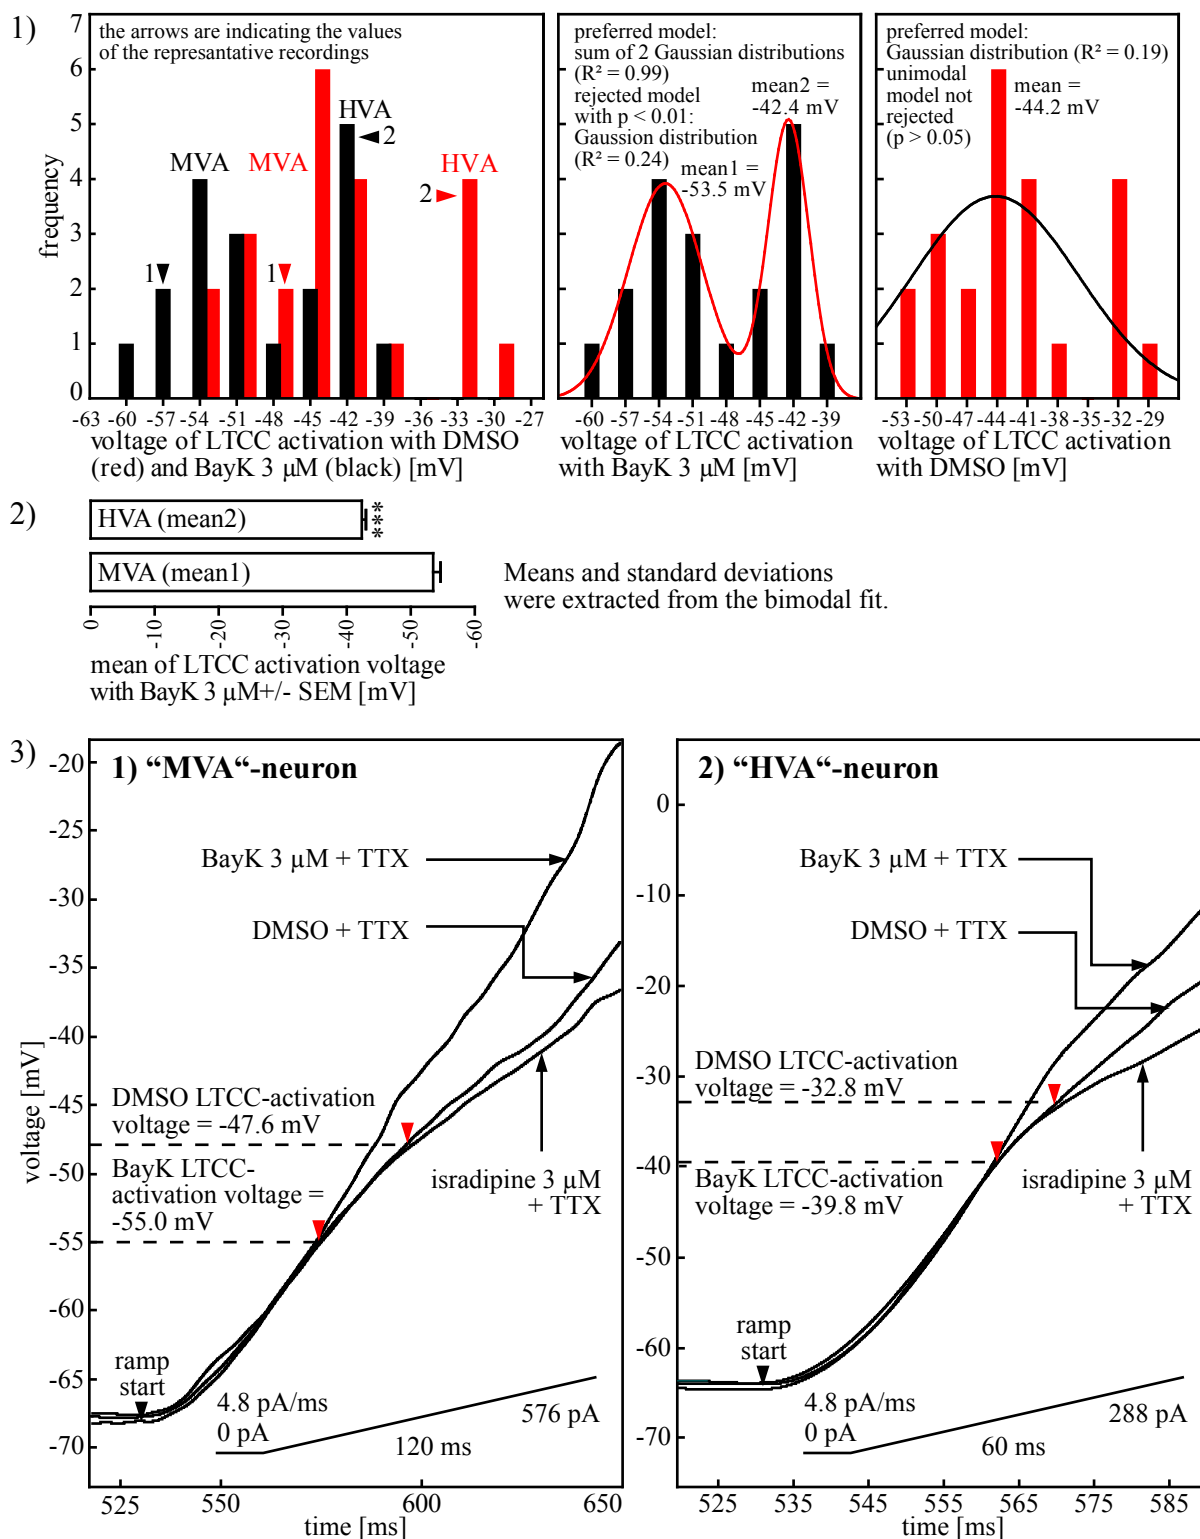 1)
the arrows are indicating the values
of the represantative recordings
MVA
MVA
HVA
2
HVA
2
1
1
frequency
7
6
5
4
3
2
1
0
-63 -60 -57 -54 -51 -48 -45 -42 -39 -36 -33 -30 -27
voltage of LTCC activation with DMSO
(red) and BayK 3 µM (black) [mV]
preferred model:
sum of 2 Gaussian distributions
(R² = 0.99)
rejected model
with p < 0.01:
Gaussion distribution
(R² = 0.24)
mean2 =
-42.4 mV
mean1 =
-53.5 mV
-60 -57 -54 -51 -48 -45 -42 -39
voltage of LTCC activation
with BayK 3 µM [mV]
preferred model:
Gaussian distribution (R² = 0.19)
unimodal
model not
rejected
(p > 0.05)
mean =
-44.2 mV
-53 -50 -47 -44 -41 -38 -35 -32 -29
voltage of LTCC activation
with DMSO [mV]
2)
HVA (mean2)
***
MVA (mean1)
0 -10 -20 -30 -40 -50 -60
mean of LTCC activation voltage
with BayK 3 µM+/- SEM [mV]
Means and standard deviations
were extracted from the bimodal fit.
3)
1) “MVA“-neuron
BayK 3 µM + TTX
DMSO + TTX
DMSO LTCC-activation
voltage = -47.6 mV
BayK LTCC-
activation voltage =
-55.0 mV
isradipine 3 µM
+ TTX
ramp
start
4.8 pA/ms
0 pA
120 ms
576 pA
voltage [mV]
-20
-25
-30
-35
-40
-45
-50
-55
-60
-65
-70
525 550 600 650
time [ms]
2) “HVA“-neuron
BayK 3 µM + TTX
DMSO + TTX
DMSO LTCC-activation
voltage = -32.8 mV
BayK LTCC-activation
voltage = -39.8 mV
isradipine 3 µM
+ TTX
ramp
start
4.8 pA/ms
0 pA
60 ms
288 pA
0
-10
-20
-30
-40
-50
-60
-70
525 535 545 555 565 575 585
time [ms]